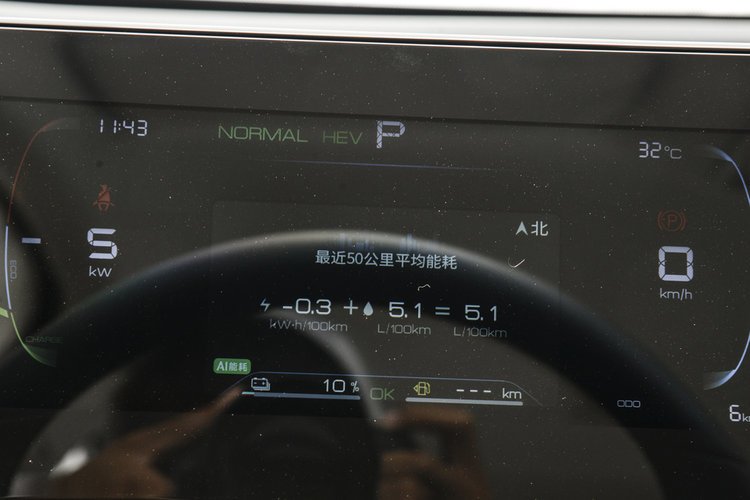 11:43
NORMAL HEV P
32°C
-5
kW
ECO
CHARGE
北
最近50公里平均能耗
-0.3 + 5.1 = 5.1
kW·h/100km L/100km L/100km
(P)
0
km/h
AI能耗
10 % OK --- km
ODO
6